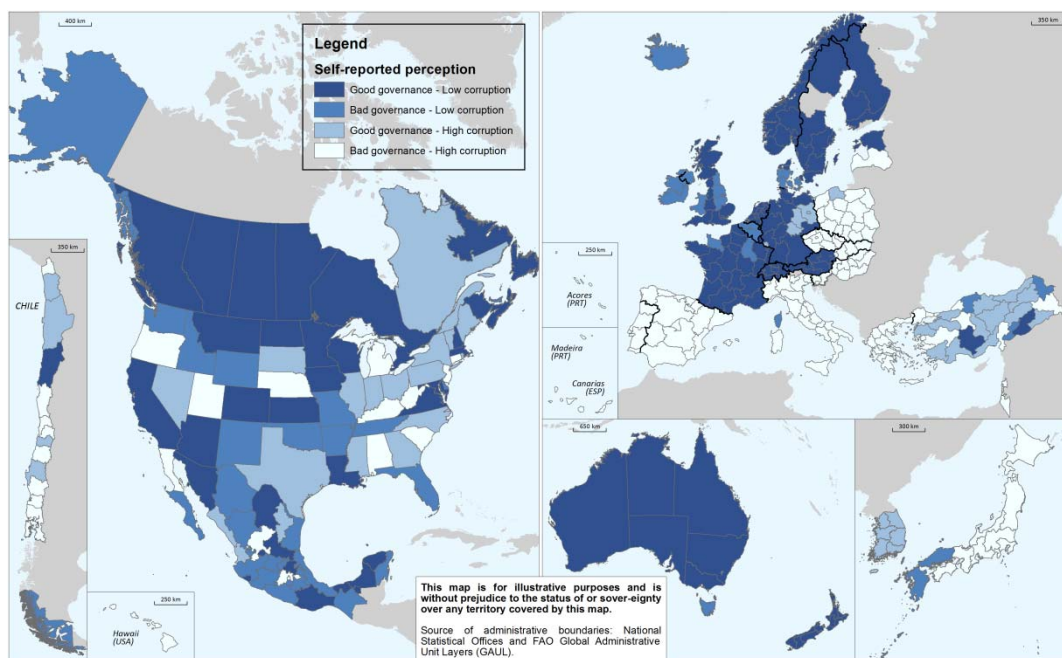 400 km
Legend
Self-reported perception
Good governance - Low corruption
Bad governance - Low corruption
Good governance - High corruption
Bad governance - High corruption
350 km
350 km
CHILE
250 km
Acores
(PRT)
Madeira
(PRT)
Canarias
(ESP)
250 km
Hawaii
(USA)
650 km
300 km
This map is for illustrative purposes and is
without prejudice to the status of or sover-eignty
over any territory covered by this map.
Source of administrative boundaries: National
Statistical Offices and FAO Global Administrative
Unit Layers (GAUL).